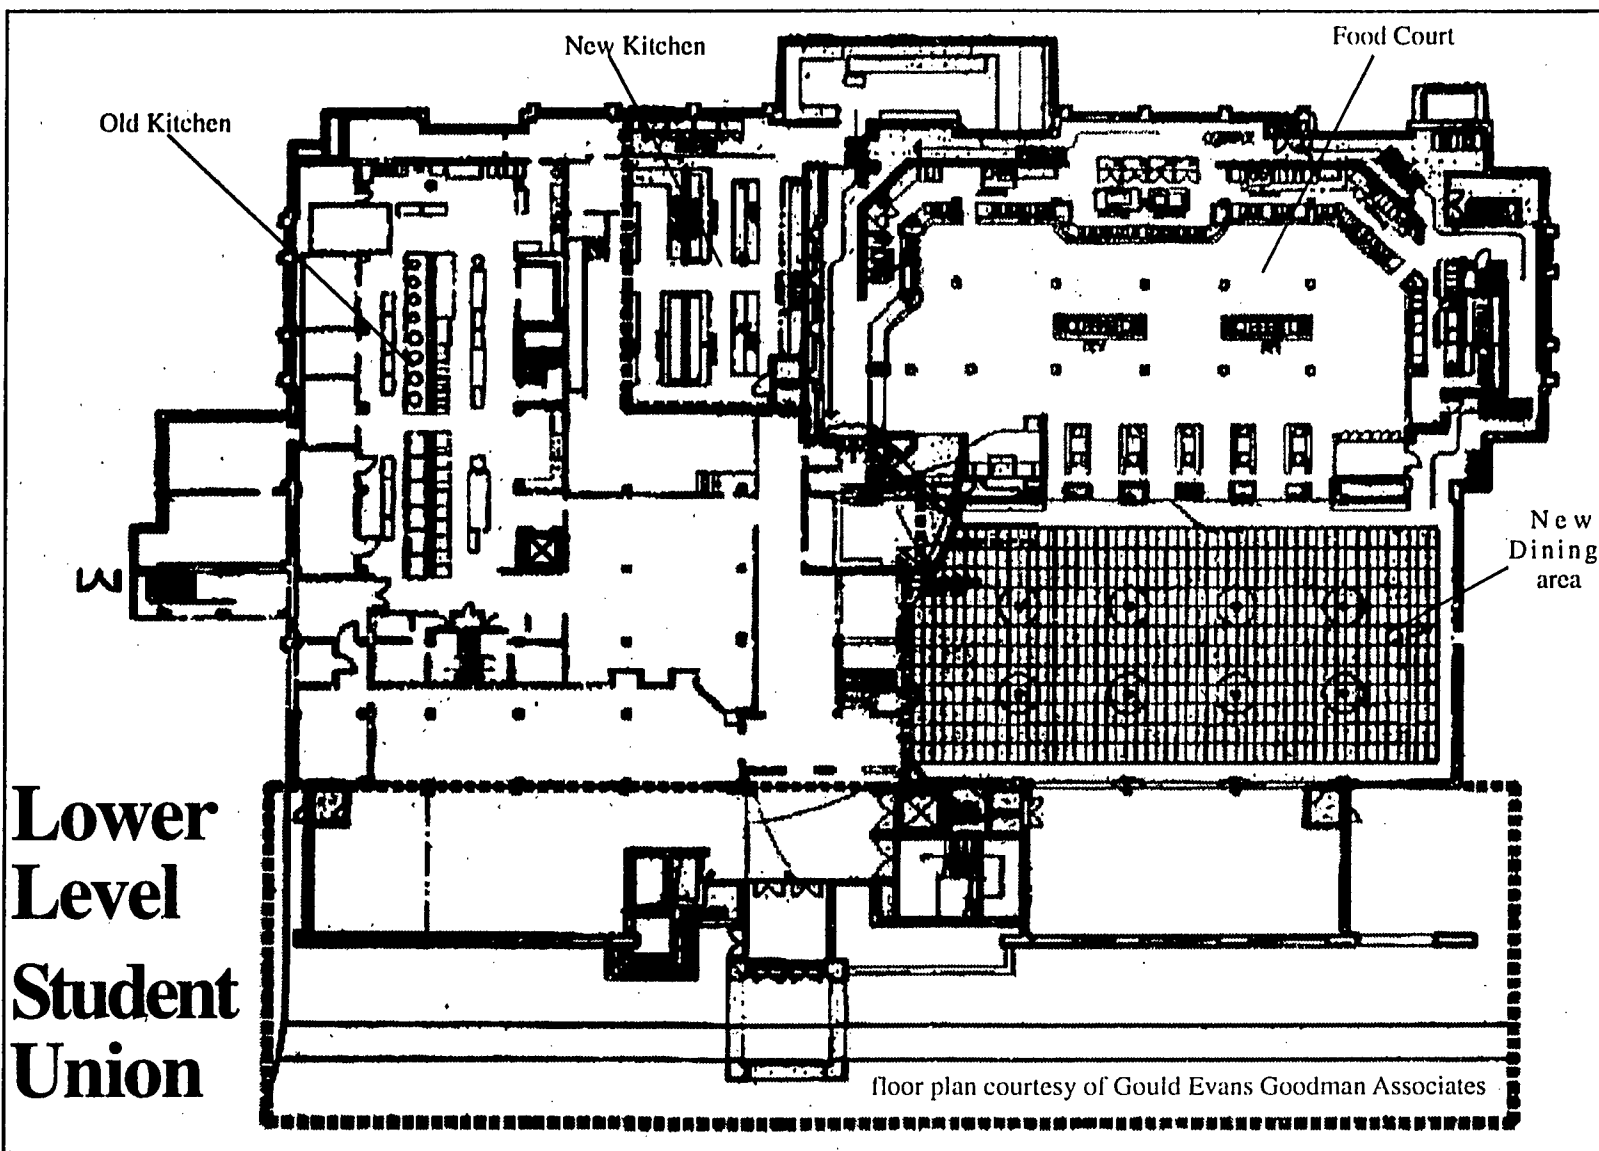 New Kitchen
Food Court
Old Kitchen
New
Dining
area
Lower
Level
Student
Union
floor plan courtesy of Gould Evans Goodman Associates